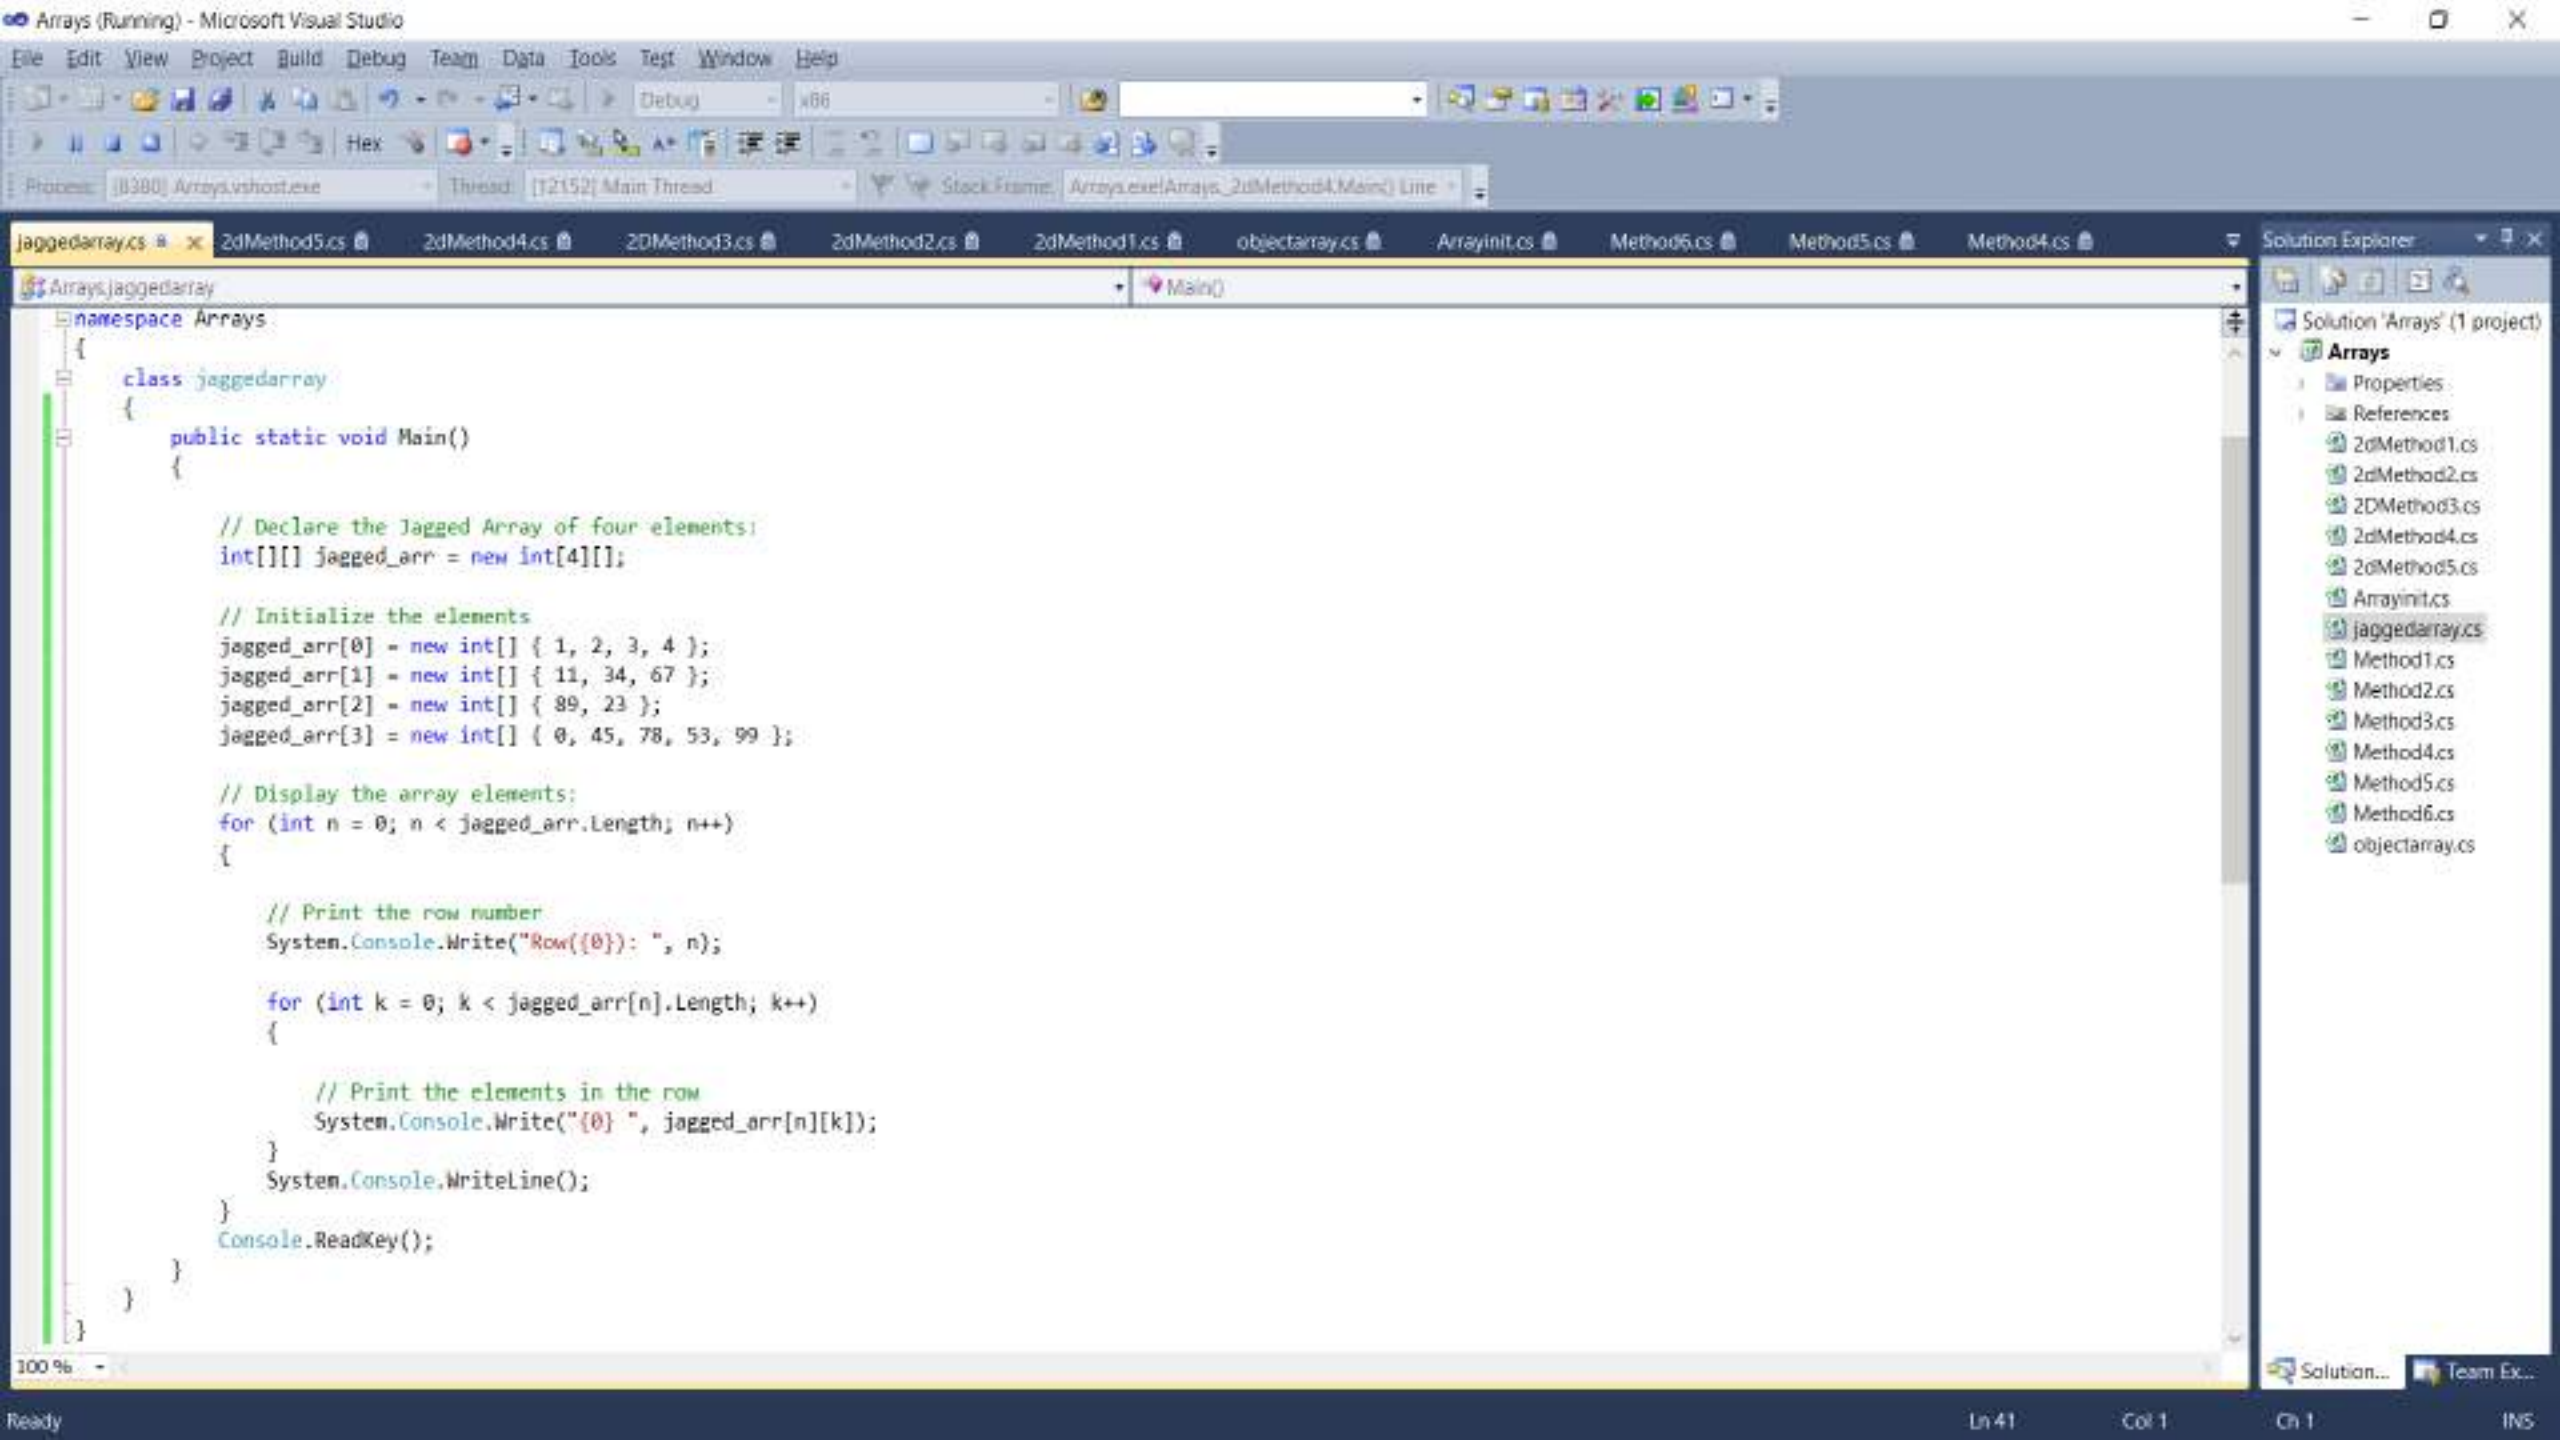 Arrays (Running) - Microsoft Visual Studio
File Edit View Project Build Debug Team Data Tools Test Window Help
Debug x86
Hex
Process: [8380] Arrays.vshost.exe Thread: [12152] Main Thread Stack Frame: Arrays.exe!Arrays._2dMethod4.Main() Line
jaggedarray.cs 2dMethod5.cs 2dMethod4.cs 2DMethod3.cs 2dMethod2.cs 2dMethod1.cs objectarray.cs Arrayinit.cs Method6.cs Method5.cs Method4.cs
Arrays.jaggedarray Main()
namespace Arrays
{
class jaggedarray
{
public static void Main()
{
// Declare the Jagged Array of four elements:
int[][] jagged_arr = new int[4][];
// Initialize the elements
jagged_arr[0] = new int[] { 1, 2, 3, 4 };
jagged_arr[1] = new int[] { 11, 34, 67 };
jagged_arr[2] = new int[] { 89, 23 };
jagged_arr[3] = new int[] { 0, 45, 78, 53, 99 };
// Display the array elements:
for (int n = 0; n < jagged_arr.Length; n++)
{
// Print the row number
System.Console.Write("Row({0}): ", n);
for (int k = 0; k < jagged_arr[n].Length; k++)
{
// Print the elements in the row
System.Console.Write("{0} ", jagged_arr[n][k]);
}
System.Console.WriteLine();
}
Console.ReadKey();
}
}
}
100 %
Solution Explorer
Solution 'Arrays' (1 project)
Arrays
Properties
References
2dMethod1.cs
2dMethod2.cs
2DMethod3.cs
2dMethod4.cs
2dMethod5.cs
Arrayinit.cs
jaggedarray.cs
Method1.cs
Method2.cs
Method3.cs
Method4.cs
Method5.cs
Method6.cs
objectarray.cs
Solution... Team Ex...
Ready Ln 41 Col 1 Ch 1 INS